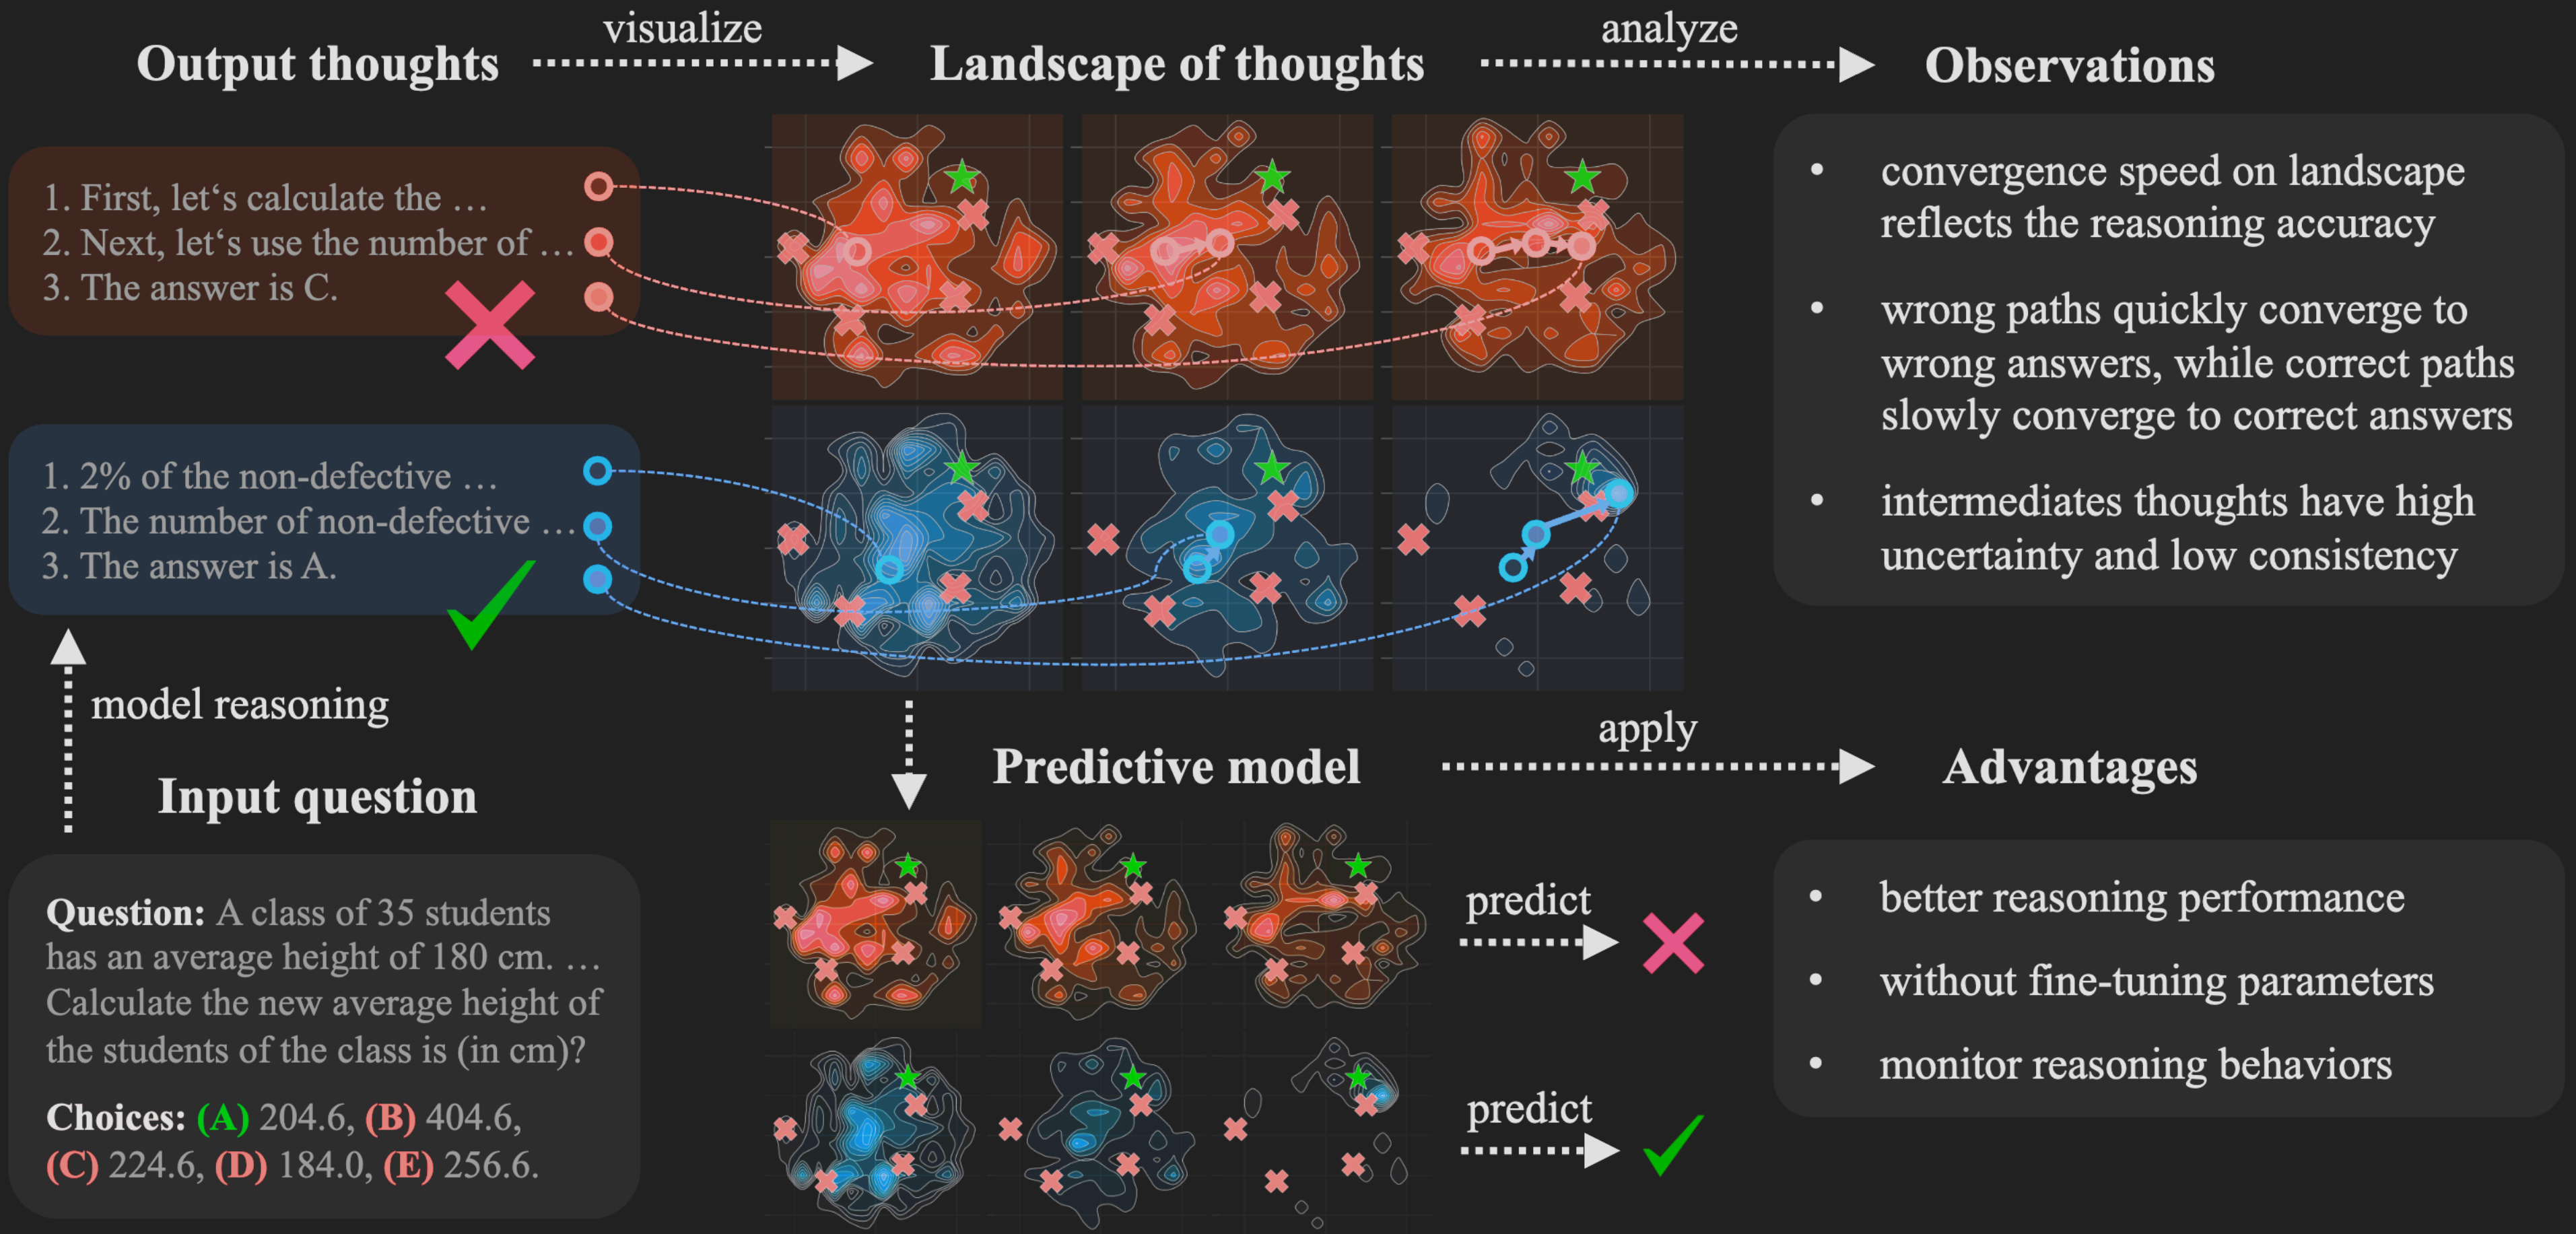 Output thoughts
visualize
Landscape of thoughts
analyze
Observations
1. First, let‘s calculate the …
2. Next, let‘s use the number of …
3. The answer is C.
1. 2% of the non-defective …
2. The number of non-defective …
3. The answer is A.
• convergence speed on landscape
reflects the reasoning accuracy
• wrong paths quickly converge to
wrong answers, while correct paths
slowly converge to correct answers
• intermediates thoughts have high
uncertainty and low consistency
model reasoning
Input question
Question: A class of 35 students
has an average height of 180 cm. …
Calculate the new average height of
the students of the class is (in cm)?
Choices: (A) 204.6, (B) 404.6,
(C) 224.6, (D) 184.0, (E) 256.6.
Predictive model
apply
Advantages
predict
predict
• better reasoning performance
• without fine-tuning parameters
• monitor reasoning behaviors